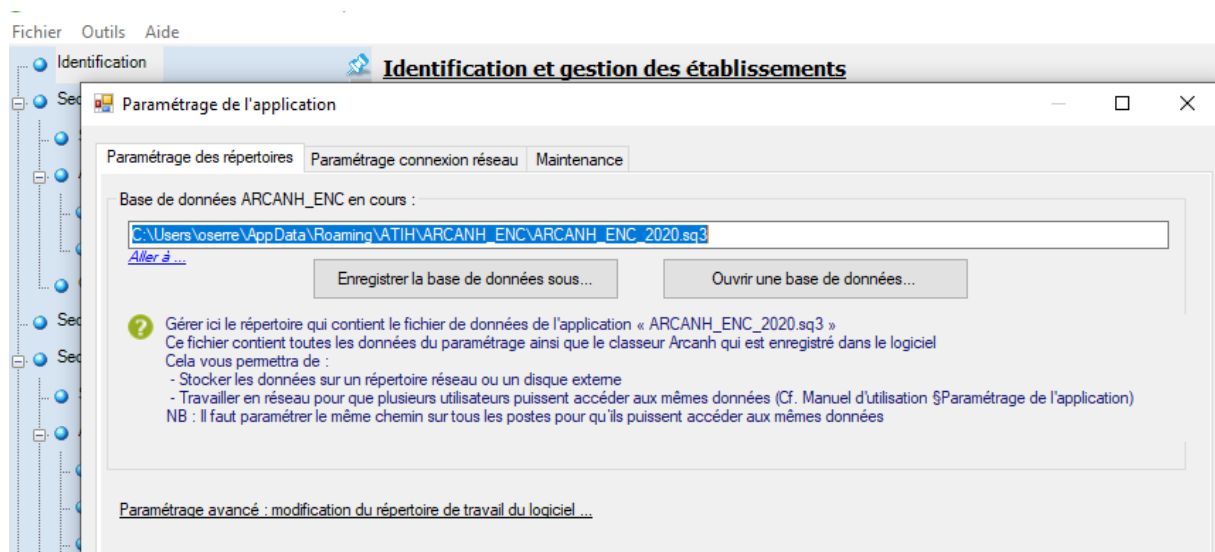 Fichier Outils Aide
Identification
Identification et gestion des établissements
Sec
Paramétrage de l'application
Paramétrage des répertoires Paramétrage connexion réseau Maintenance
Base de données ARCANH_ENC en cours :
C:\Users\oserre\AppData\Roaming\ATIH\ARCANH_ENC\ARCANH_ENC_2020.sq3
Aller à ...
Enregistrer la base de données sous... Ouvrir une base de données...
Sec
Gérer ici le répertoire qui contient le fichier de données de l'application « ARCANH_ENC_2020.sq3 »
Ce fichier contient toutes les données du paramétrage ainsi que le classeur Arcanh qui est enregistré dans le logiciel
Sec
Cela vous permettra de :
- Stocker les données sur un répertoire réseau ou un disque externe
- Travailler en réseau pour que plusieurs utilisateurs puissent accéder aux mêmes données (Cf. Manuel d'utilisation §Paramétrage de l'application)
NB : Il faut paramétrer le même chemin sur tous les postes pour qu'ils puissent accéder aux mêmes données
Paramétrage avancé : modification du répertoire de travail du logiciel ...